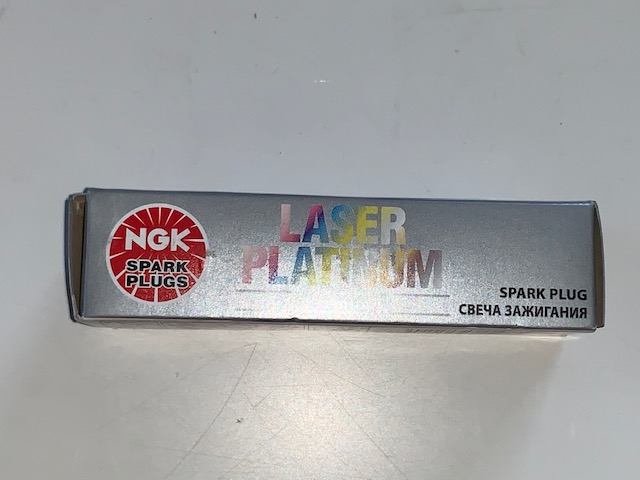 NGK
SPARK
PLUGS
LASER
PLATINUM
SPARK PLUG
СВЕЧА ЗАЖИГАНИЯ